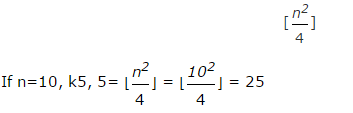 [n²/4]
If n=10, k5, 5= ⌊n²/4⌋ = ⌊10²/4⌋ = 25